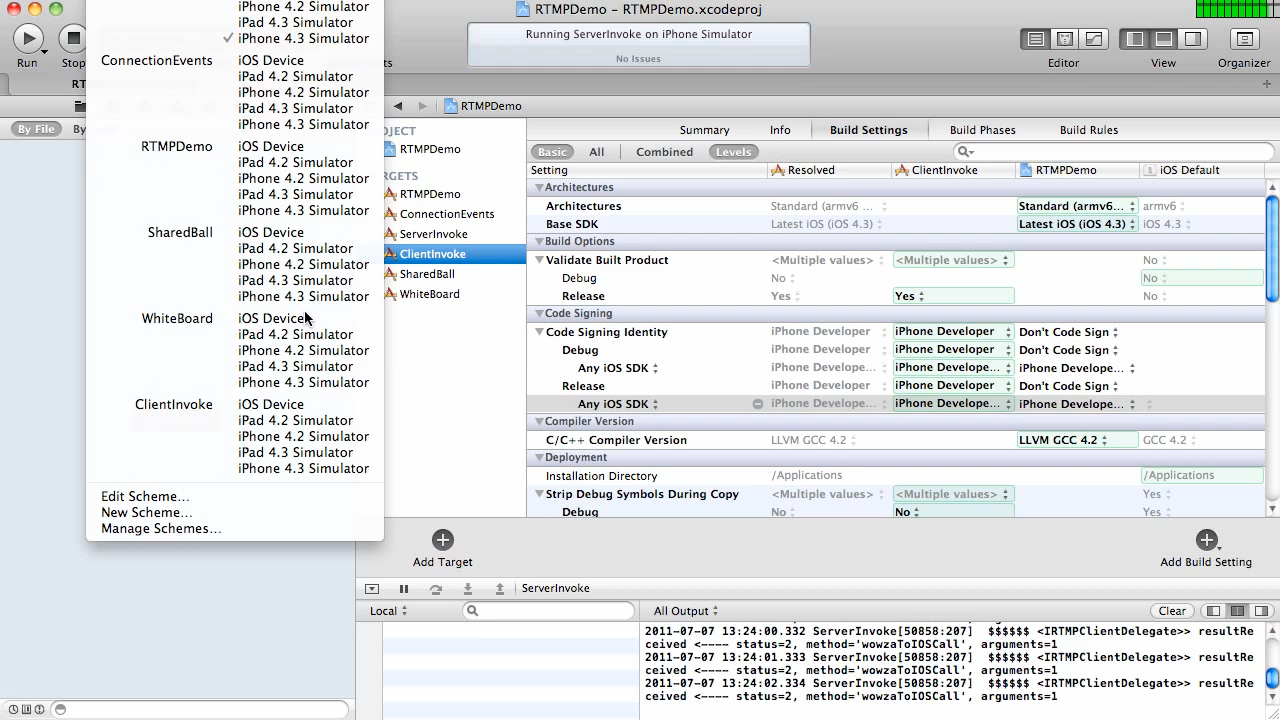 RTMPDemo – RTMPDemo.xcodeproj
Run
Stop
Running ServerInvoke on iPhone Simulator
No Issues
Editor
View
Organizer
iPhone 4.2 Simulator
iPad 4.3 Simulator
✓ iPhone 4.3 Simulator
ConnectionEvents iOS Device
iPad 4.2 Simulator
iPhone 4.2 Simulator
iPad 4.3 Simulator
iPhone 4.3 Simulator
RTMPDemo iOS Device
iPad 4.2 Simulator
iPhone 4.2 Simulator
iPad 4.3 Simulator
iPhone 4.3 Simulator
SharedBall iOS Device
iPad 4.2 Simulator
iPhone 4.2 Simulator
iPad 4.3 Simulator
iPhone 4.3 Simulator
WhiteBoard iOS Device
iPad 4.2 Simulator
iPhone 4.2 Simulator
iPad 4.3 Simulator
iPhone 4.3 Simulator
ClientInvoke iOS Device
iPad 4.2 Simulator
iPhone 4.2 Simulator
iPad 4.3 Simulator
iPhone 4.3 Simulator
Edit Scheme...
New Scheme...
Manage Schemes...
By File
RTMPDemo
RTMPDemo
RTMPDemo
ConnectionEvents
ServerInvoke
ClientInvoke
SharedBall
WhiteBoard
Summary Info Build Settings Build Phases Build Rules
Basic All Combined Levels
Setting Resolved ClientInvoke RTMPDemo iOS Default
Architectures
Architectures Standard (armv6 ... Standard (armv6... armv6
Base SDK Latest iOS (iOS 4.3) Latest iOS (iOS 4.3) iOS 4.3
Build Options
Validate Built Product <Multiple values> <Multiple values> No
Debug No No
Release Yes Yes No
Code Signing
Code Signing Identity iPhone Developer iPhone Developer Don't Code Sign
Debug iPhone Developer iPhone Developer Don't Code Sign
Any iOS SDK iPhone Develope... iPhone Develope... iPhone Develope...
Release iPhone Developer iPhone Developer Don't Code Sign
Any iOS SDK iPhone Develope... iPhone Develope... iPhone Develope...
Compiler Version
C/C++ Compiler Version LLVM GCC 4.2 LLVM GCC 4.2 GCC 4.2
Deployment
Installation Directory /Applications /Applications
Strip Debug Symbols During Copy <Multiple values> <Multiple values> Yes
Debug No No Yes
Add Target
Add Build Setting
ServerInvoke
Local
All Output
Clear
2011-07-07 13:24:00.332 ServerInvoke[50858:207] $$$$$$ <IRTMPClientDelegate>> resultRe
ceived <---- status=2, method='wowzaToIOSCall', arguments=1
2011-07-07 13:24:01.333 ServerInvoke[50858:207] $$$$$$ <IRTMPClientDelegate>> resultRe
ceived <---- status=2, method='wowzaToIOSCall', arguments=1
2011-07-07 13:24:02.334 ServerInvoke[50858:207] $$$$$$ <IRTMPClientDelegate>> resultRe
ceived <---- status=2, method='wowzaToIOSCall', arguments=1